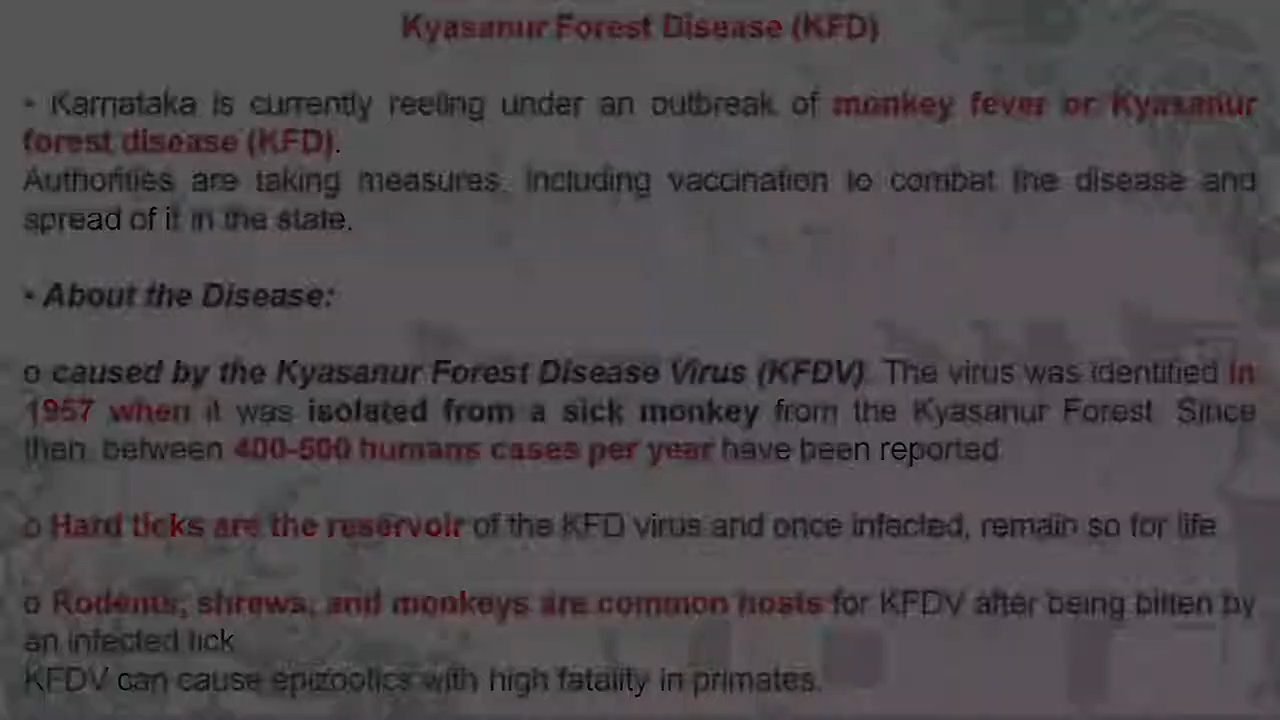 Kyasanur Forest Disease (KFD)
• Karnataka is currently reeling under an outbreak of monkey fever or Kyasanur
forest disease (KFD).
Authorities are taking measures, including vaccination to combat the disease and
spread of it in the state.
• About the Disease:
o caused by the Kyasanur Forest Disease Virus (KFDV). The virus was identified in
1957 when it was isolated from a sick monkey from the Kyasanur Forest. Since
then, between 400-500 humans cases per year have been reported.
o Hard ticks are the reservoir of the KFD virus and once infected, remain so for life.
o Rodents, shrews, and monkeys are common hosts for KFDV after being bitten by
an infected tick.
KFDV can cause epizootics with high fatality in primates.